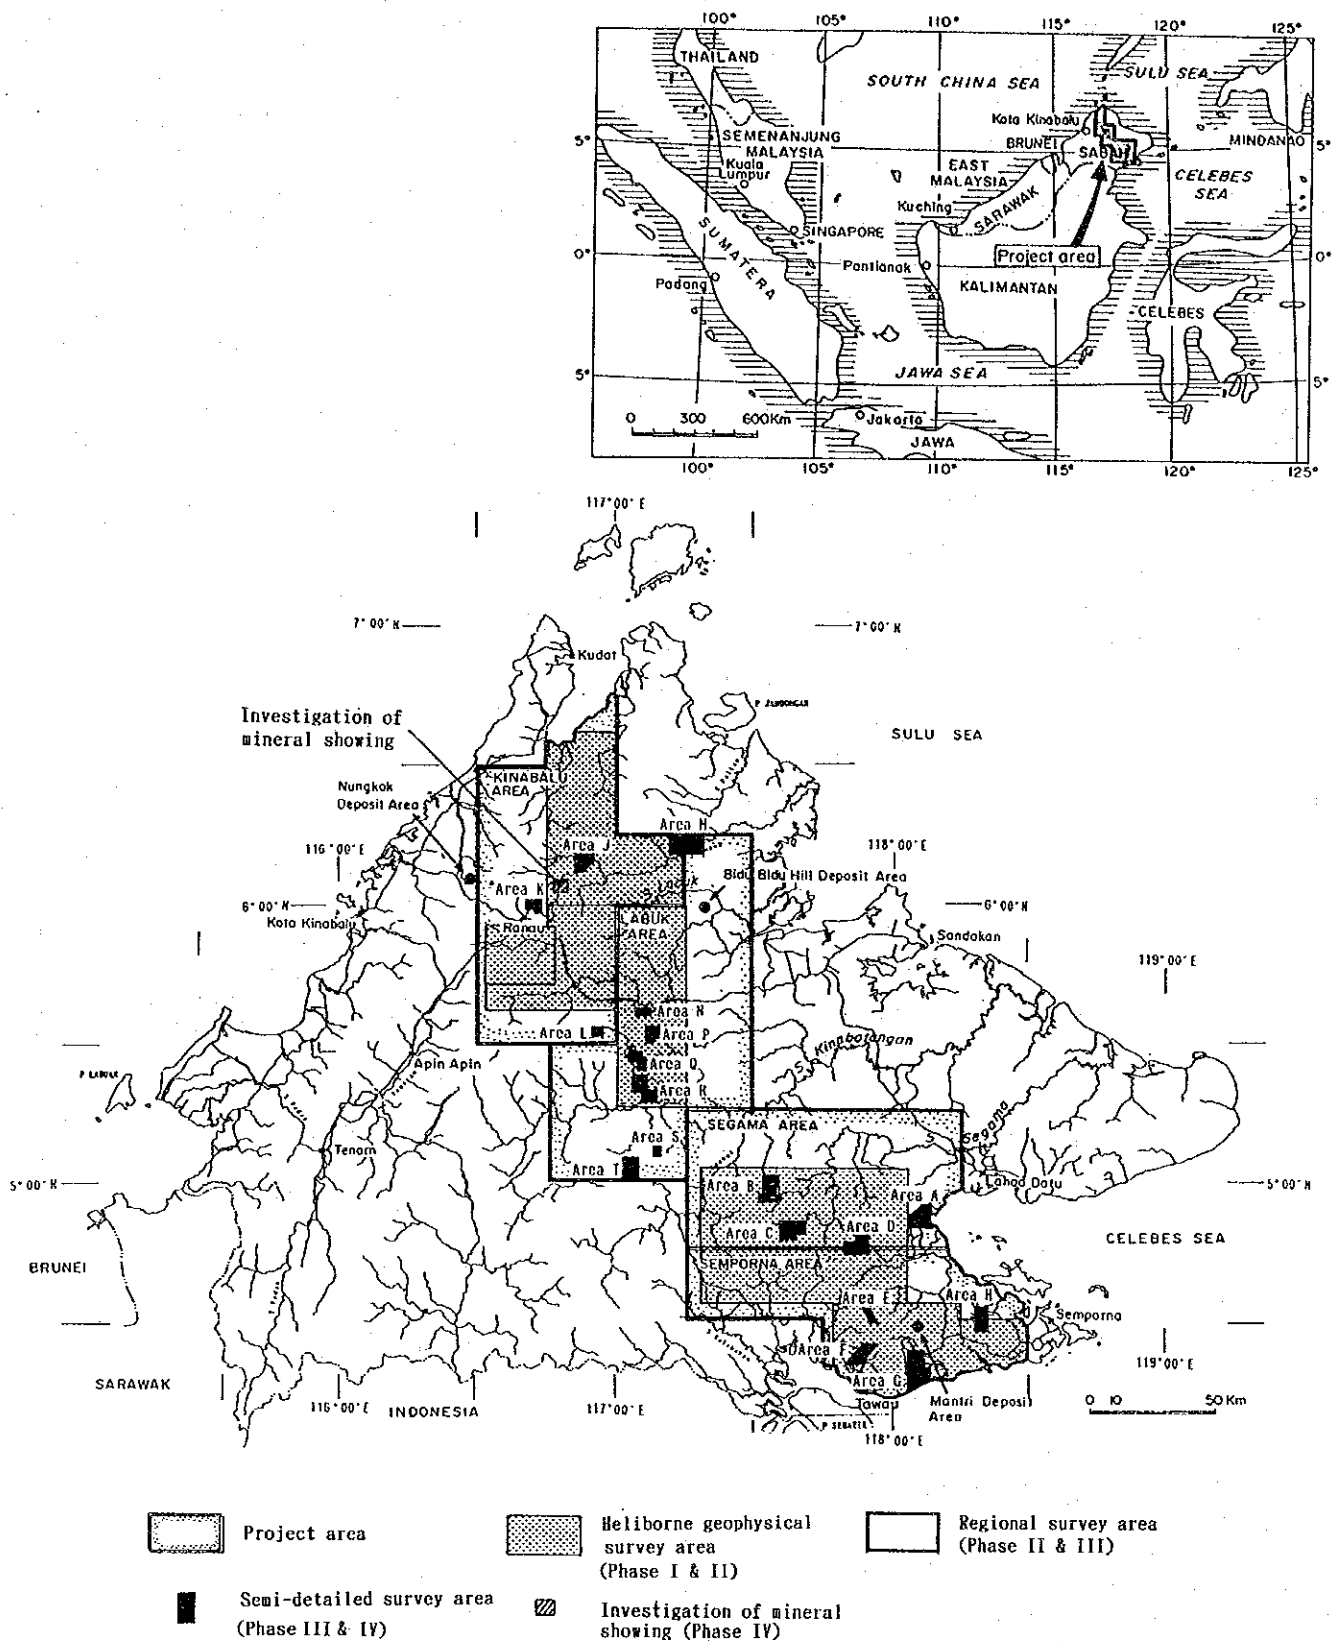 100° 105° 110° 115° 120° 125°
THAILAND
SOUTH CHINA SEA
SULU SEA
Kota Kinabalu
5°
SEMENANJUNG
MALAYSIA
BRUNEI
SABAH
MINDANAO
5°
Kuala
Lumpur
EAST
MALAYSIA
CELEBES
SEA
Kuching
SARAWAK
SUMATERA
SINGAPORE
Project area
0°
Pontianak
0°
Padang
KALIMANTAN
CELEBES
5°
JAWA SEA
5°
0 300 600Km
Jakarta
JAWA
100° 105° 110° 115° 120° 125°
117°00' E
7° 00' N
7° 00' N
Kudat
Investigation of
mineral showing
SULU SEA
KINABALU
AREA
Nungkok
Deposit Area
Area M
118°00' E
116°00' E
Area J
Bidu Bidu Hill Deposit Area
Area K
6° 00' N
6° 00' N
Kota Kinabalu
Ranau
LABUK
AREA
Sandakan
119°00' E
Area N
Area L
Area P
S. Kinabatangan
Apin Apin
Area Q
P LABUAN
Area R
SEGAMA AREA
S. Segama
Area S
Tenom
Area T
5° 00' N
Area B
Lahad Datu
5° 00' N
Area A
Area C
Area D
CELEBES SEA
BRUNEI
SEMPORNA AREA
Area E
Area H
Semporna
Area F
119°00' E
SARAWAK
Area G
Mantri Deposit
Area
116°00' E
INDONESIA
117°00' E
Tawau
0 10 50 Km
118°00' E
Project area
Heliborne geophysical
survey area
(Phase I & II)
Regional survey area
(Phase II & III)
Semi-detailed survey area
(Phase III & IV)
Investigation of mineral
showing (Phase IV)